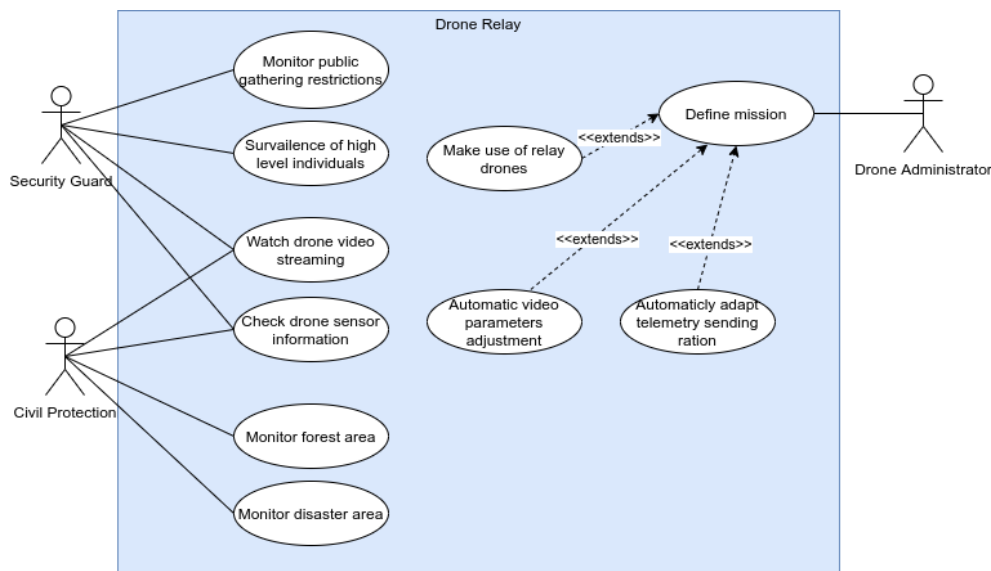 Drone Relay
Monitor public
gathering restrictions
Security Guard
Survailence of high
level individuals
Watch drone video
streaming
Check drone sensor
information
Civil Protection
Monitor forest area
Monitor disaster area
Make use of relay
drones
<<extends>>
Define mission
Drone Administrator
<<extends>>
<<extends>>
Automatic video
parameters
adjustment
Automaticly adapt
telemetry sending
ration